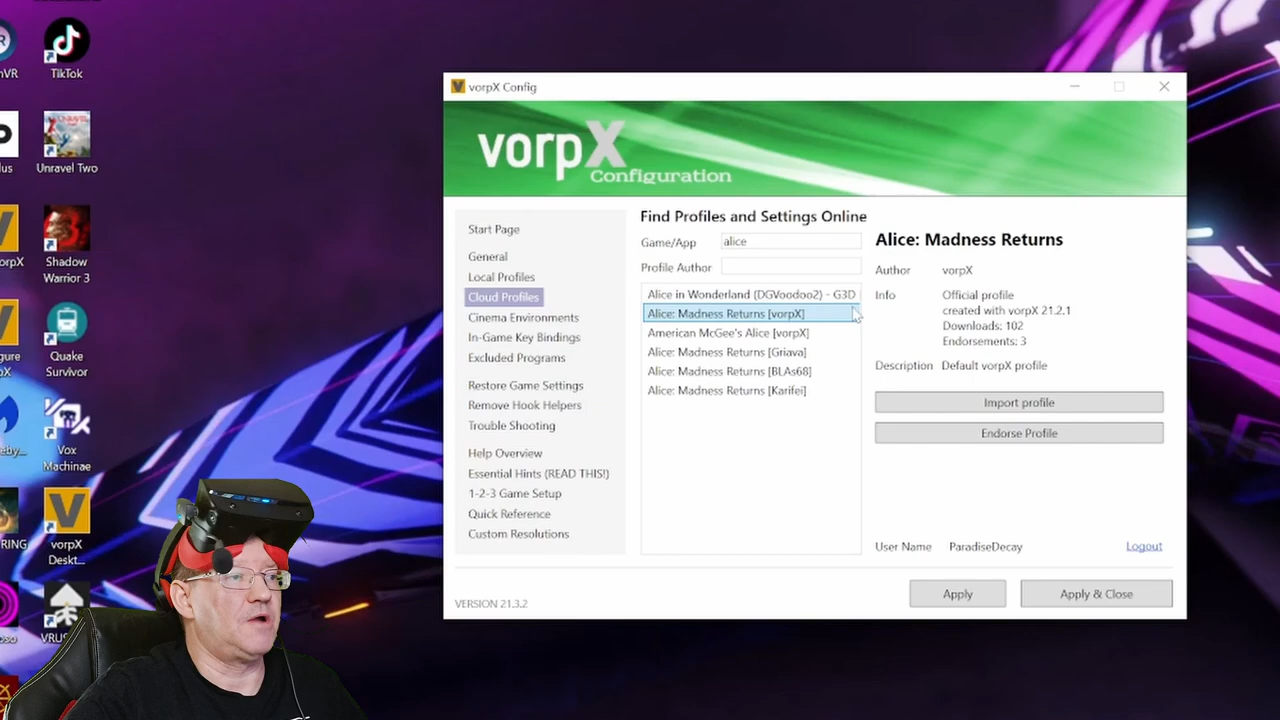 TikTok
Unravel Two
Shadow
Warrior 3
Quake
Survivor
Vox
Machinae
vorpX
Deskt...
vorpX Config
vorpX
Configuration
Start Page
General
Local Profiles
Cloud Profiles
Cinema Environments
In-Game Key Bindings
Excluded Programs
Restore Game Settings
Remove Hook Helpers
Trouble Shooting
Help Overview
Essential Hints (READ THIS!)
1-2-3 Game Setup
Quick Reference
Custom Resolutions
VERSION 21.3.2
Find Profiles and Settings Online
Game/App alice
Profile Author
Alice in Wonderland (DGVoodoo2) - G3D
Alice: Madness Returns [vorpX]
American McGee's Alice [vorpX]
Alice: Madness Returns [Griava]
Alice: Madness Returns [BLAs68]
Alice: Madness Returns [Karifei]
Alice: Madness Returns
Author vorpX
Info Official profile
created with vorpX 21.2.1
Downloads: 102
Endorsements: 3
Description Default vorpX profile
Import profile
Endorse Profile
User Name ParadiseDecay Logout
Apply
Apply & Close